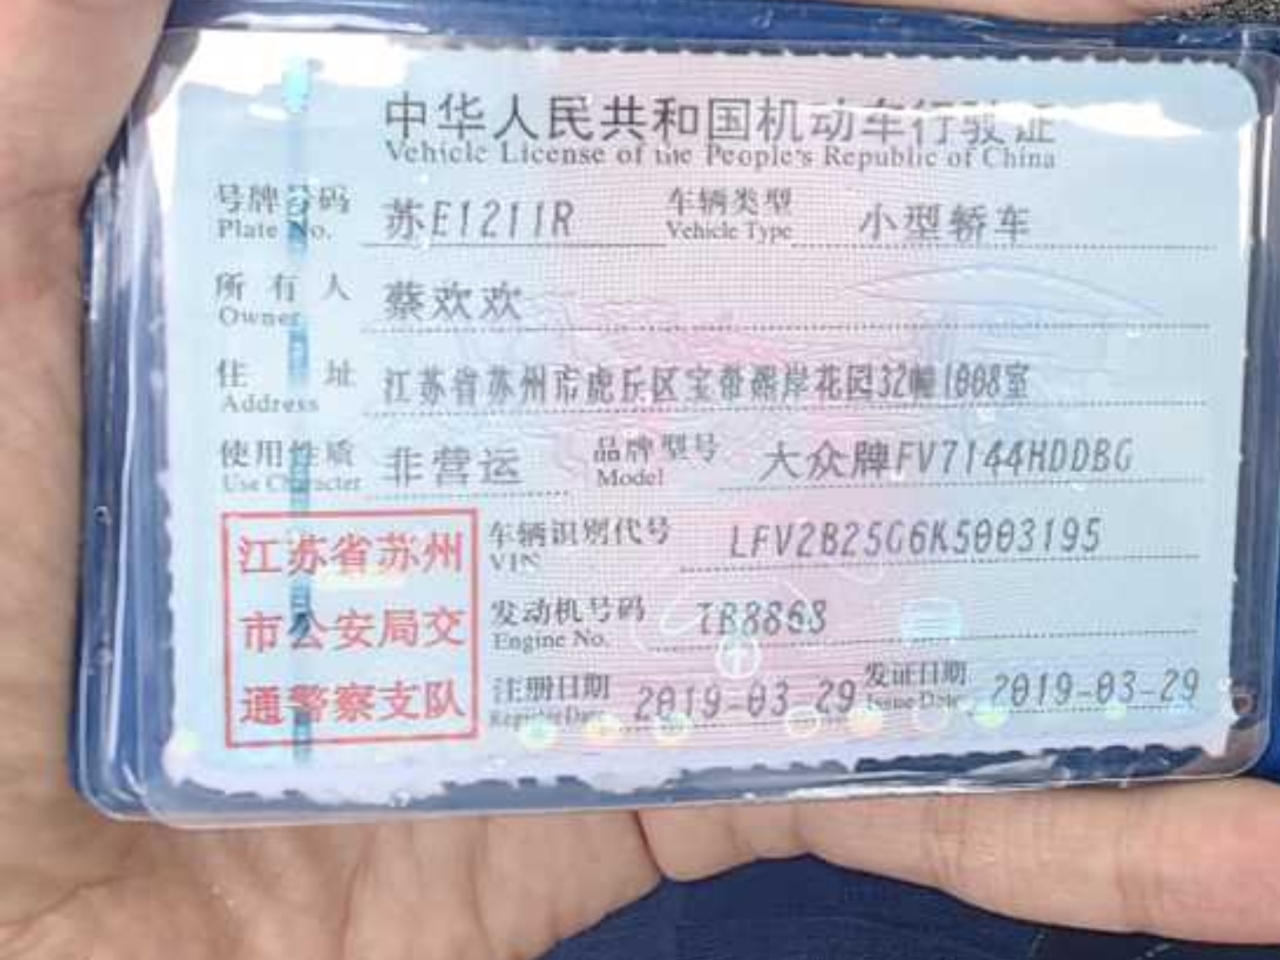 中华人民共和国机动车行驶证
Vehicle License of the People's Republic of China
号牌号码 苏E1211R 车辆类型 小型轿车
Plate No. Vehicle Type
所有人 蔡欢欢
Owner
住址 江苏省苏州市虎丘区宝带熙岸花园32幢1008室
Address
使用性质 非营运 品牌型号 大众牌FV7144HDDBG
Use Character Model
江苏省苏州 车辆识别代号 LFV2B25G6K5003195
VIN
市公安局交 发动机号码
Engine No.
通警察支队 注册日期 2019-03-29 发证日期 2019-03-29
Register Date Issue Date